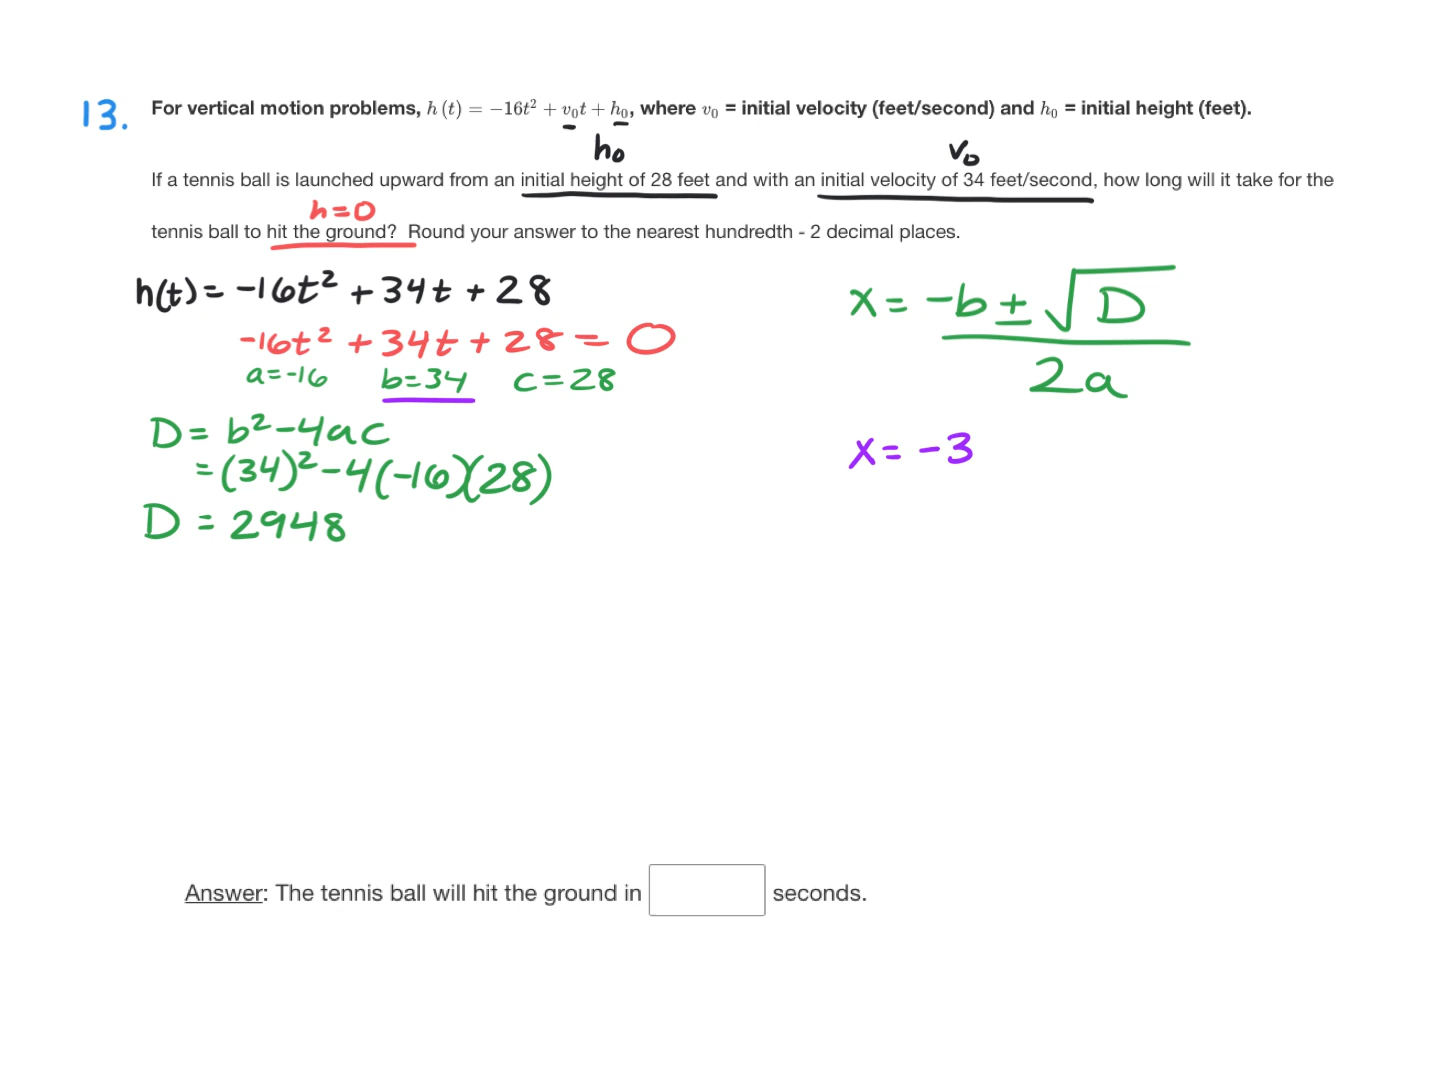 13. For vertical motion problems, h (t) = −16t² + v₀t + h₀, where v₀ = initial velocity (feet/second) and h₀ = initial height (feet).
h₀ v₀
If a tennis ball is launched upward from an initial height of 28 feet and with an initial velocity of 34 feet/second, how long will it take for the
h=0
tennis ball to hit the ground? Round your answer to the nearest hundredth - 2 decimal places.
h(t) = -16t² + 34t + 28
-16t² + 34t + 28 = 0
a=-16 b=34 c=28
D = b²-4ac
= (34)²-4(-16)(28)
D = 2948
x = -b ± √D
2a
x = -3
Answer: The tennis ball will hit the ground in seconds.